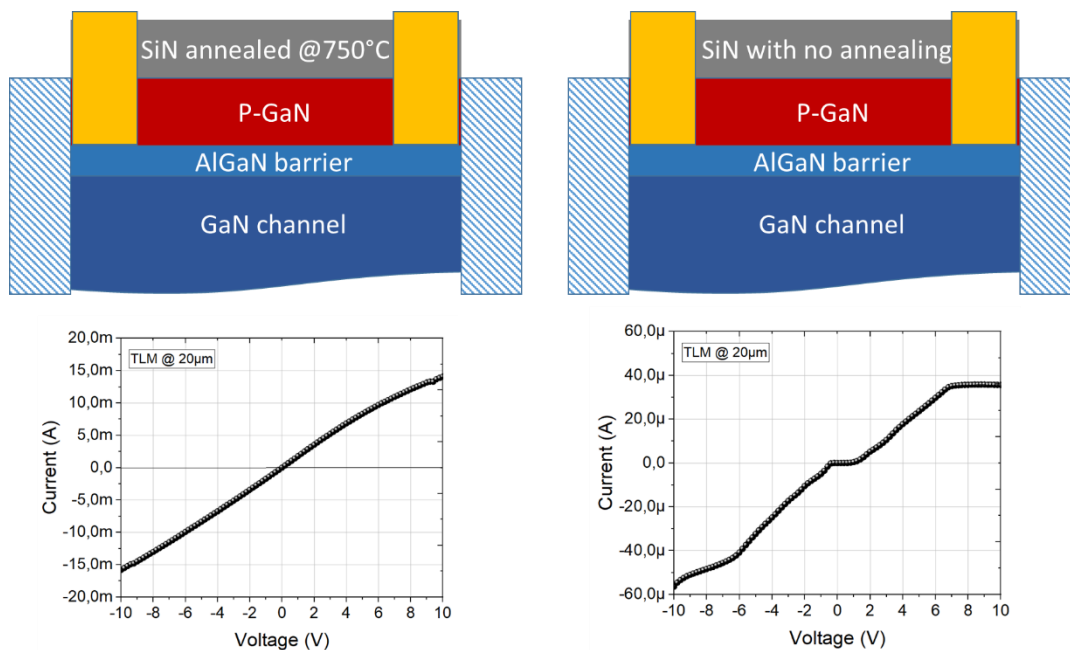 SiN annealed @750°C
P-GaN
AlGaN barrier
GaN channel
SiN with no annealing
P-GaN
AlGaN barrier
GaN channel
20,0m
15,0m
10,0m
5,0m
0,0
-5,0m
-10,0m
-15,0m
-20,0m
Current (A)
TLM @ 20µm
-10 -8 -6 -4 -2 0 2 4 6 8 10
Voltage (V)
60,0µ
40,0µ
20,0µ
0,0
-20,0µ
-40,0µ
-60,0µ
Current (A)
TLM @ 20µm
-10 -8 -6 -4 -2 0 2 4 6 8 10
Voltage (V)